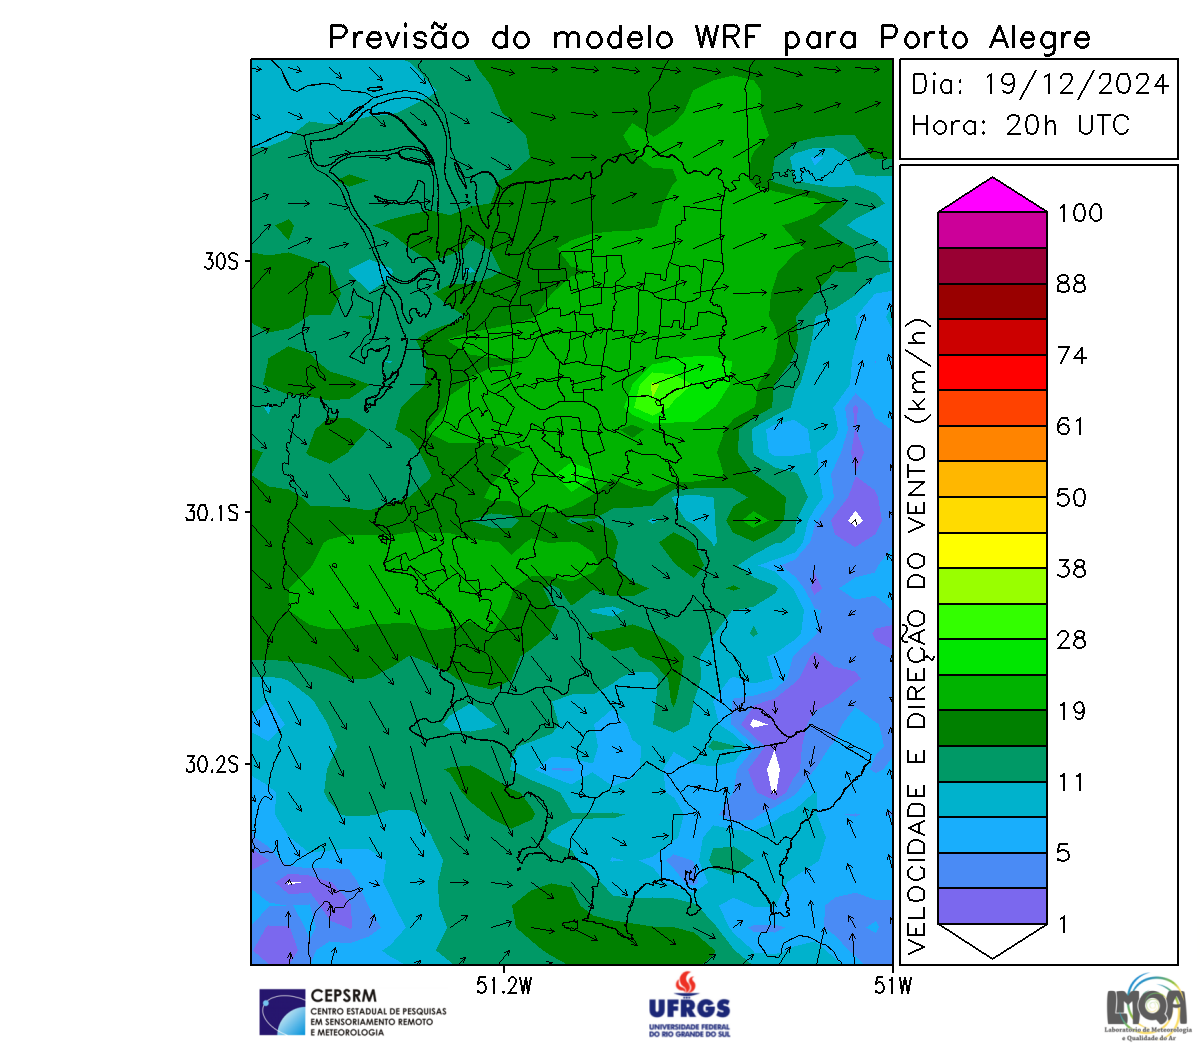 Previsão do modelo WRF para Porto Alegre
Dia: 19/12/2024
Hora: 20h UTC
30S
30.1S
30.2S
51.2W
51W
VELOCIDADE E DIREÇÃO DO VENTO (km/h)
100
88
74
61
50
38
28
19
11
5
1
CEPSRM
CENTRO ESTADUAL DE PESQUISAS
EM SENSORIAMENTO REMOTO
E METEOROLOGIA
UFRGS
UNIVERSIDADE FEDERAL
DO RIO GRANDE DO SUL
LMQA
Laboratório de Meteorologia
e Qualidade do Ar